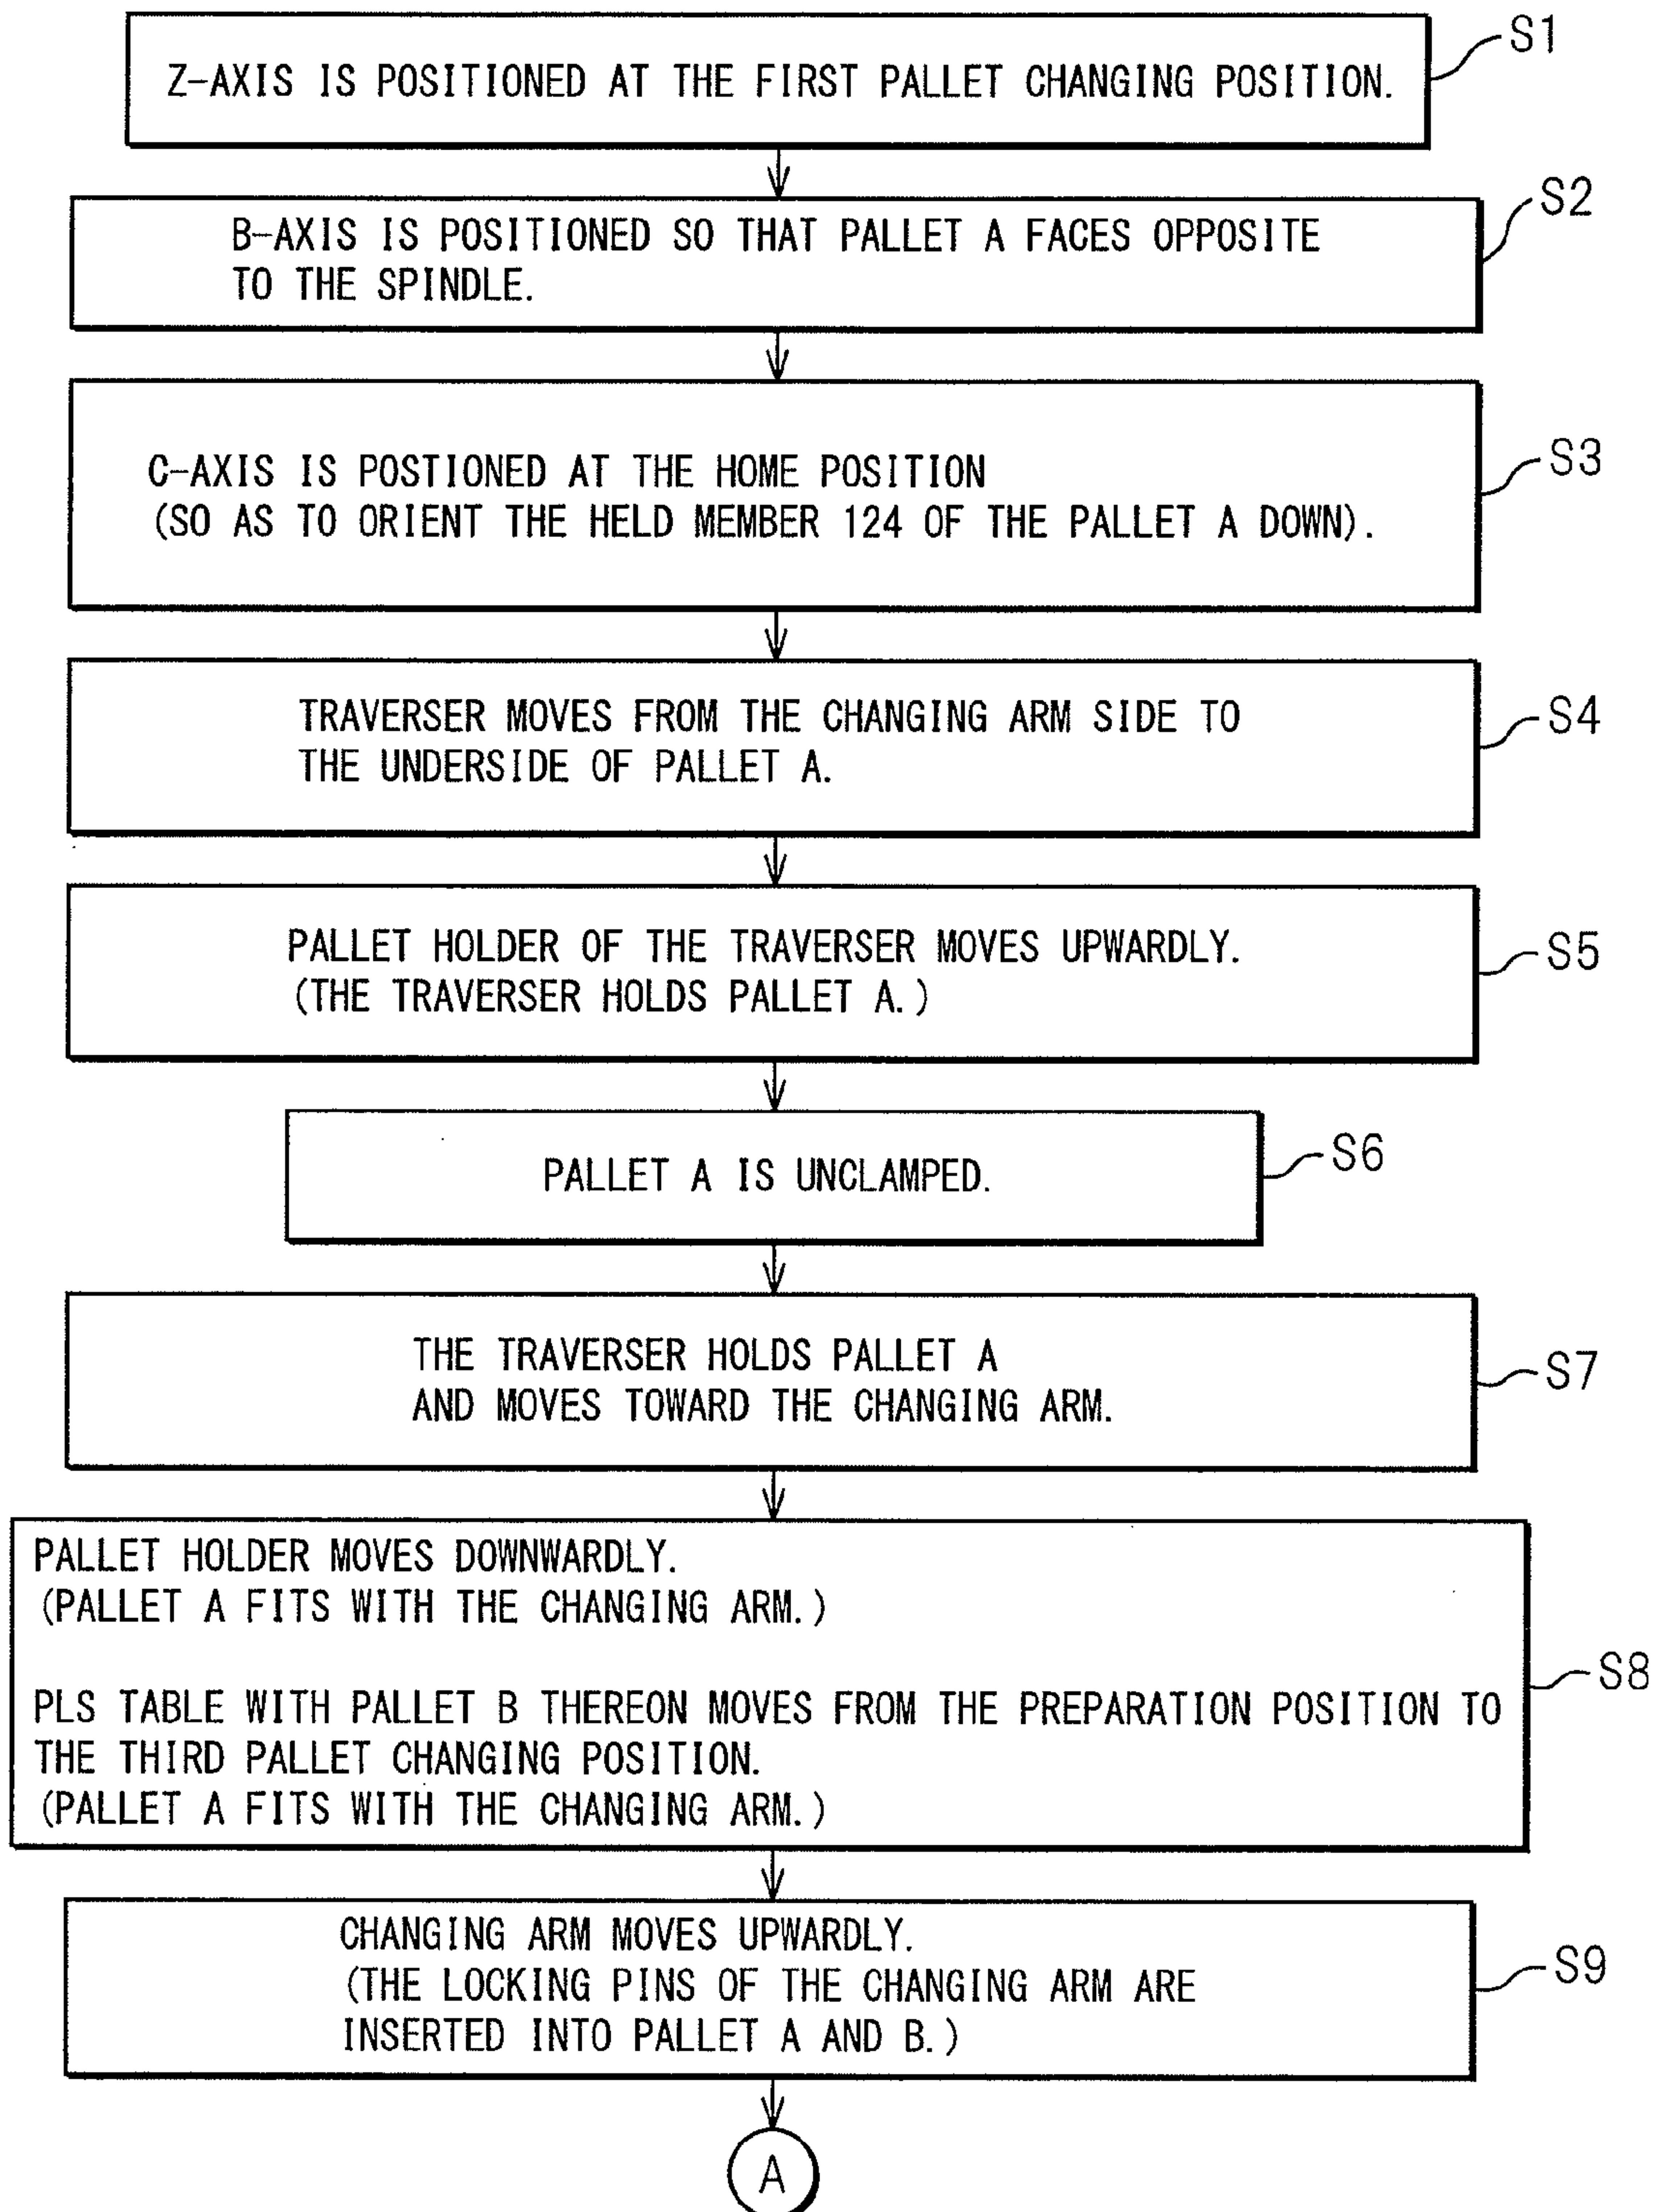 Z-AXIS IS POSITIONED AT THE FIRST PALLET CHANGING POSITION.
S1
B-AXIS IS POSITIONED SO THAT PALLET A FACES OPPOSITE
TO THE SPINDLE.
S2
C-AXIS IS POSTIONED AT THE HOME POSITION
(SO AS TO ORIENT THE HELD MEMBER 124 OF THE PALLET A DOWN).
S3
TRAVERSER MOVES FROM THE CHANGING ARM SIDE TO
THE UNDERSIDE OF PALLET A.
S4
PALLET HOLDER OF THE TRAVERSER MOVES UPWARDLY.
(THE TRAVERSER HOLDS PALLET A.)
S5
PALLET A IS UNCLAMPED.
S6
THE TRAVERSER HOLDS PALLET A
AND MOVES TOWARD THE CHANGING ARM.
S7
PALLET HOLDER MOVES DOWNWARDLY.
(PALLET A FITS WITH THE CHANGING ARM.)
PLS TABLE WITH PALLET B THEREON MOVES FROM THE PREPARATION POSITION TO
THE THIRD PALLET CHANGING POSITION.
(PALLET A FITS WITH THE CHANGING ARM.)
S8
CHANGING ARM MOVES UPWARDLY.
(THE LOCKING PINS OF THE CHANGING ARM ARE
INSERTED INTO PALLET A AND B.)
S9
A